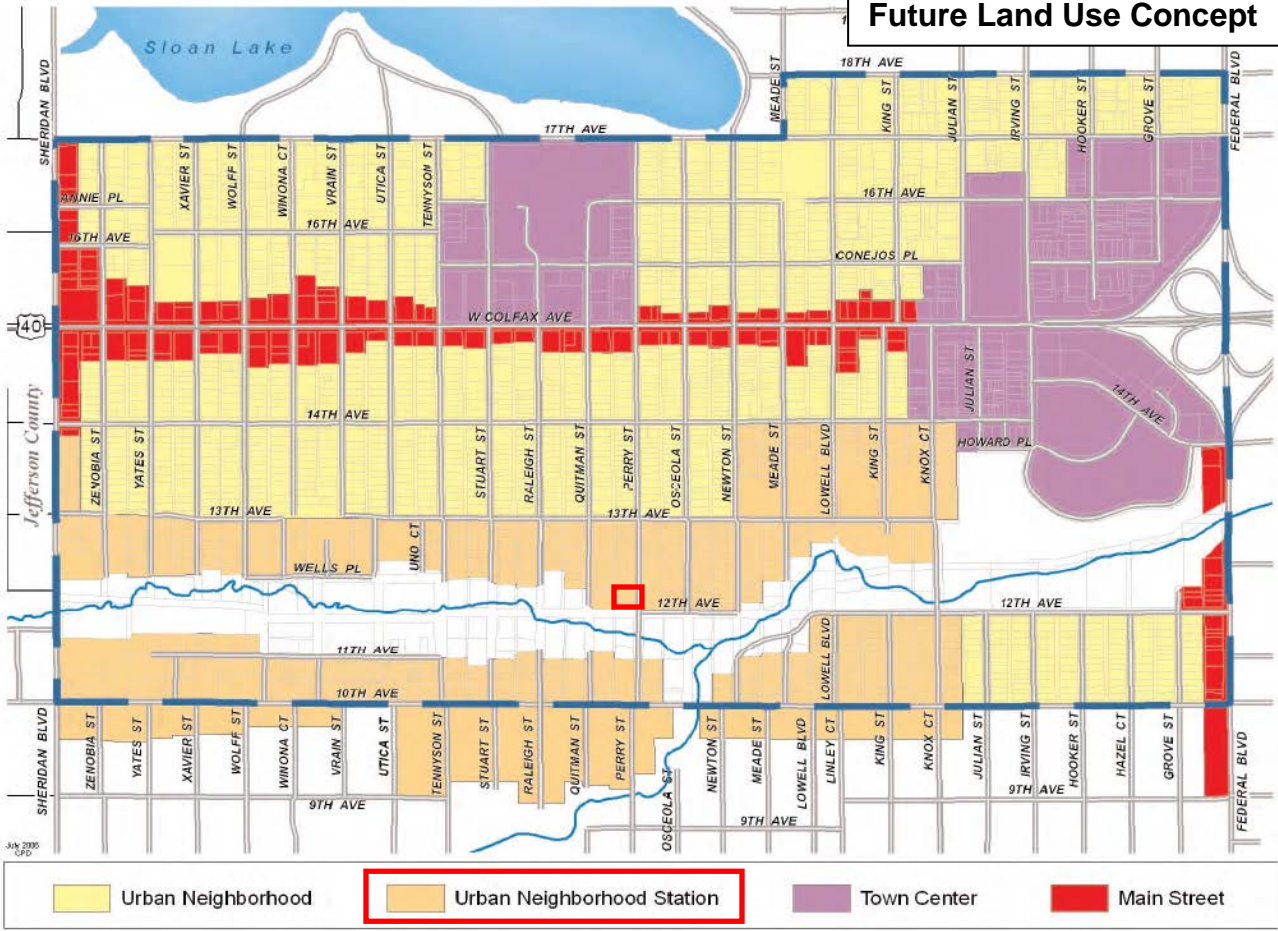 Future Land Use Concept
Sloan Lake
SHERIDAN BLVD
MEADE ST
18TH AVE
KING ST
JULIAN ST
IRVING ST
HOOKER ST
GROVE ST
FEDERAL BLVD
17TH AVE
ANNIE PL
XAVIER ST
WOLFF ST
WINONA CT
VRAIN ST
UTICA ST
TENNYSON ST
16TH AVE
16TH AVE
16TH AVE
CONEJOS PL
40
W COLFAX AVE
Jefferson County
JULIAN ST
14TH AVE
14TH AVE
HOWARD PL
ZENOBIA ST
YATES ST
STUART ST
RALEIGH ST
QUITMAN ST
PERRY ST
OSCEOLA ST
NEWTON ST
MEADE ST
LOWELL BLVD
KING ST
KNOX CT
13TH AVE
13TH AVE
UNO CT
WELLS PL
12TH AVE
12TH AVE
11TH AVE
LOWELL BLVD
10TH AVE
SHERIDAN BLVD
ZENOBIA ST
YATES ST
XAVIER ST
WOLFF ST
WINONA CT
VRAIN ST
UTICA ST
TENNYSON ST
STUART ST
RALEIGH ST
QUITMAN ST
PERRY ST
OSCEOLA ST
NEWTON ST
MEADE ST
LOWELL BLVD
LINLEY CT
KING ST
KNOX CT
JULIAN ST
IRVING ST
HOOKER ST
HAZEL CT
GROVE ST
FEDERAL BLVD
9TH AVE
9TH AVE
9TH AVE
CPD
Urban Neighborhood
Urban Neighborhood Station
Town Center
Main Street